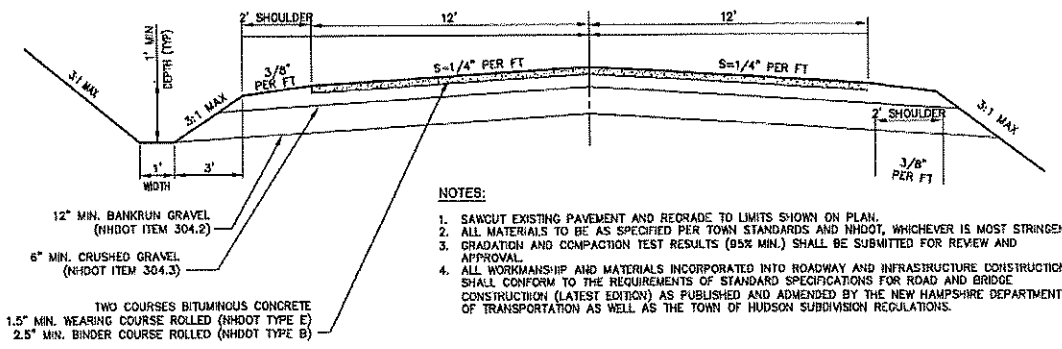 2' SHOULDER
12'
12'
1' MIN
DEPTH (TYP)
3:1 MAX
3/8"
PER FT
S=1/4" PER FT
S=1/4" PER FT
3:1 MAX
3:1 MAX
2' SHOULDER
3/8"
PER FT
1'
WIDTH
3'
12" MIN. BANKRUN GRAVEL
(NHDOT ITEM 304.2)
6" MIN. CRUSHED GRAVEL
(NHDOT ITEM 304.3)
TWO COURSES BITUMINOUS CONCRETE
1.5" MIN. WEARING COURSE ROLLED (NHDOT TYPE E)
2.5" MIN. BINDER COURSE ROLLED (NHDOT TYPE B)
NOTES:
1. SAWCUT EXISTING PAVEMENT AND REGRADE TO LIMITS SHOWN ON PLAN.
2. ALL MATERIALS TO BE AS SPECIFIED PER TOWN STANDARDS AND NHDOT, WHICHEVER IS MOST STRINGEN
3. GRADATION AND COMPACTION TEST RESULTS (95% MIN.) SHALL BE SUBMITTED FOR REVIEW AND
APPROVAL.
4. ALL WORKMANSHIP AND MATERIALS INCORPORATED INTO ROADWAY AND INFRASTRUCTURE CONSTRUCTION
SHALL CONFORM TO THE REQUIREMENTS OF STANDARD SPECIFICATIONS FOR ROAD AND BRIDGE
CONSTRUCTION (LATEST EDITION) AS PUBLISHED AND ADMENDED BY THE NEW HAMPSHIRE DEPARTMENT
OF TRANSPORTATION AS WELL AS THE TOWN OF HUDSON SUBDIVISION REGULATIONS.